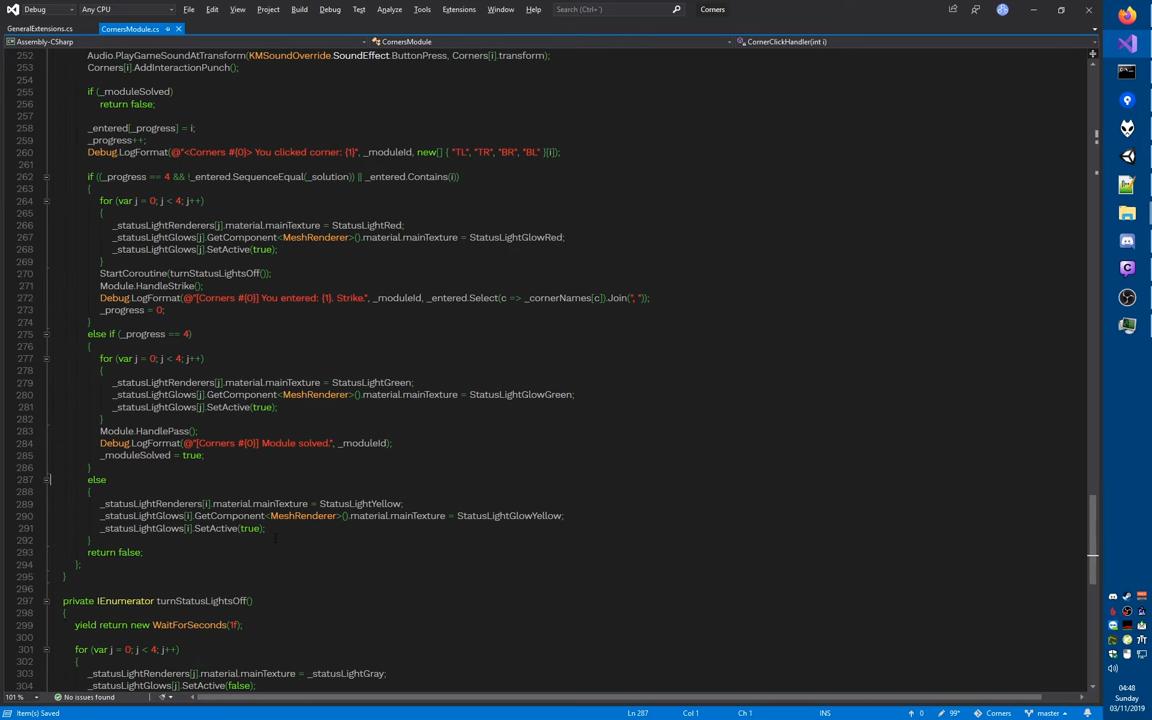 Debug Any CPU File Edit View Project Build Debug Test Analyze Tools Extensions Window Help Search (Ctrl+Q) Corners
GeneralExtensions.cs CornersModule.cs
Assembly-CSharp CornersModule CornerClickHandler(int i)
252 Audio.PlayGameSoundAtTransform(KMSoundOverride.SoundEffect.ButtonPress, Corners[i].transform);
253 Corners[i].AddInteractionPunch();
254
255 if (_moduleSolved)
256 return false;
257
258 _entered[_progress] = i;
259 _progress++;
260 Debug.LogFormat(@"<Corners #{0}> You clicked corner: {1}", _moduleId, new[] { "TL", "TR", "BR", "BL" }[i]);
261
262 if ((_progress == 4 && !_entered.SequenceEqual(_solution)) || _entered.Contains(i))
263 {
264 for (var j = 0; j < 4; j++)
265 {
266 _statusLightRenderers[j].material.mainTexture = StatusLightRed;
267 _statusLightGlows[j].GetComponent<MeshRenderer>().material.mainTexture = StatusLightGlowRed;
268 _statusLightGlows[j].SetActive(true);
269 }
270 StartCoroutine(turnStatusLightsOff());
271 Module.HandleStrike();
272 Debug.LogFormat(@"[Corners #{0}] You entered: {1}. Strike.", _moduleId, _entered.Select(c => _cornerNames[c]).Join(", "));
273 _progress = 0;
274 }
275 else if (_progress == 4)
276 {
277 for (var j = 0; j < 4; j++)
278 {
279 _statusLightRenderers[j].material.mainTexture = StatusLightGreen;
280 _statusLightGlows[j].GetComponent<MeshRenderer>().material.mainTexture = StatusLightGlowGreen;
281 _statusLightGlows[j].SetActive(true);
282 }
283 Module.HandlePass();
284 Debug.LogFormat(@"[Corners #{0}] Module solved.", _moduleId);
285 _moduleSolved = true;
286 }
287 else
288 {
289 _statusLightRenderers[i].material.mainTexture = StatusLightYellow;
290 _statusLightGlows[i].GetComponent<MeshRenderer>().material.mainTexture = StatusLightGlowYellow;
291 _statusLightGlows[i].SetActive(true);
292 }
293 return false;
294 };
295 }
296
297 private IEnumerator turnStatusLightsOff()
298 {
299 yield return new WaitForSeconds(1f);
300
301 for (var j = 0; j < 4; j++)
302 {
303 _statusLightRenderers[j].material.mainTexture = _statusLightGray;
304 _statusLightGlows[j].SetActive(false);
101 % No issues found
Item(s) Saved Ln 287 Col 1 Ch 1 INS 0 99* Corners master
04:48
Sunday
03/11/2019